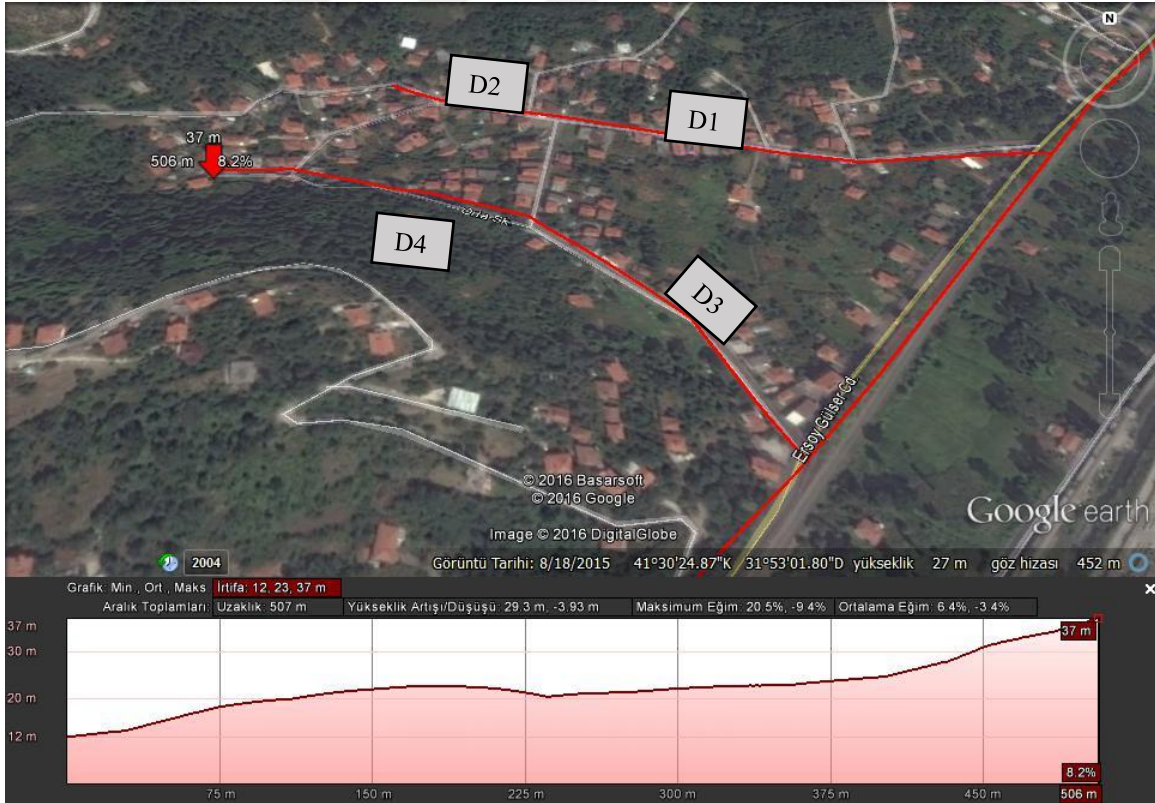 N
D2
D1
37 m
506 m 8.2%
Orta Sk.
D4
D3
Ersoy Gülser Cd.
© 2016 Basarsoft
© 2016 Google
Image © 2016 DigitalGlobe
Google earth
2004
Görüntü Tarihi: 8/18/2015 41°30'24.87"K 31°53'01.80"D yükseklik 27 m göz hizası 452 m
Grafik: Min., Ort., Maks. İrtifa: 12, 23, 37 m
Aralık Toplamları: Uzaklık: 507 m Yükseklik Artışı/Düşüşü: 29.3 m, -3.93 m Maksimum Eğim: 20.5%, -9.4% Ortalama Eğim: 6.4%, -3.4%
37 m 37 m
30 m
20 m
12 m
8.2%
75 m 150 m 225 m 300 m 375 m 450 m 506 m